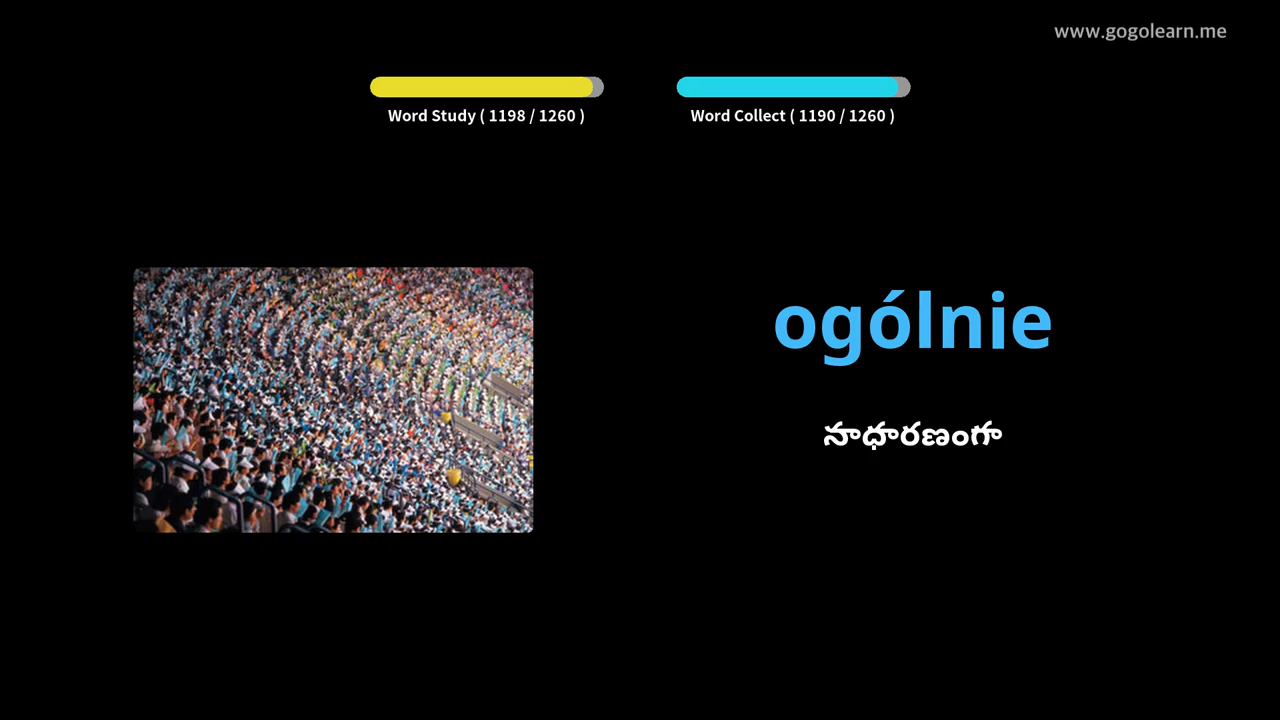 www.gogolearn.me
Word Study ( 1198 / 1260 )
Word Collect ( 1190 / 1260 )
ogólnie
సాధారణంగా